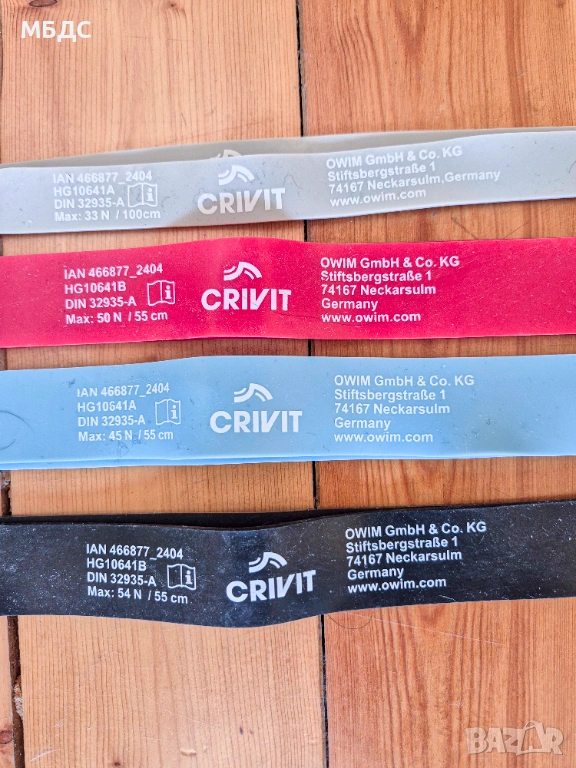 МБДС
IAN 466877_2404
HG10641A
DIN 32935-A
Max: 33 N / 100cm
CRIVIT
OWIM GmbH & Co. KG
Stiftsbergstraße 1
74167 Neckarsulm,Germany
www.owim.com
IAN 466877_2404
HG10641B
DIN 32935-A
Max: 50 N / 55 cm
CRIVIT
OWIM GmbH & Co. KG
Stiftsbergstraße 1
74167 Neckarsulm
Germany
www.owim.com
IAN 466877_2404
HG10641A
DIN 32935-A
Max: 45 N / 55 cm
CRIVIT
OWIM GmbH & Co. KG
Stiftsbergstraße 1
74167 Neckarsulm
Germany
www.owim.com
IAN 466877_2404
HG10641B
DIN 32935-A
Max: 54 N / 55 cm
CRIVIT
OWIM GmbH & Co. KG
Stiftsbergstraße 1
74167 Neckarsulm
Germany
www.owim.com
BAZAR